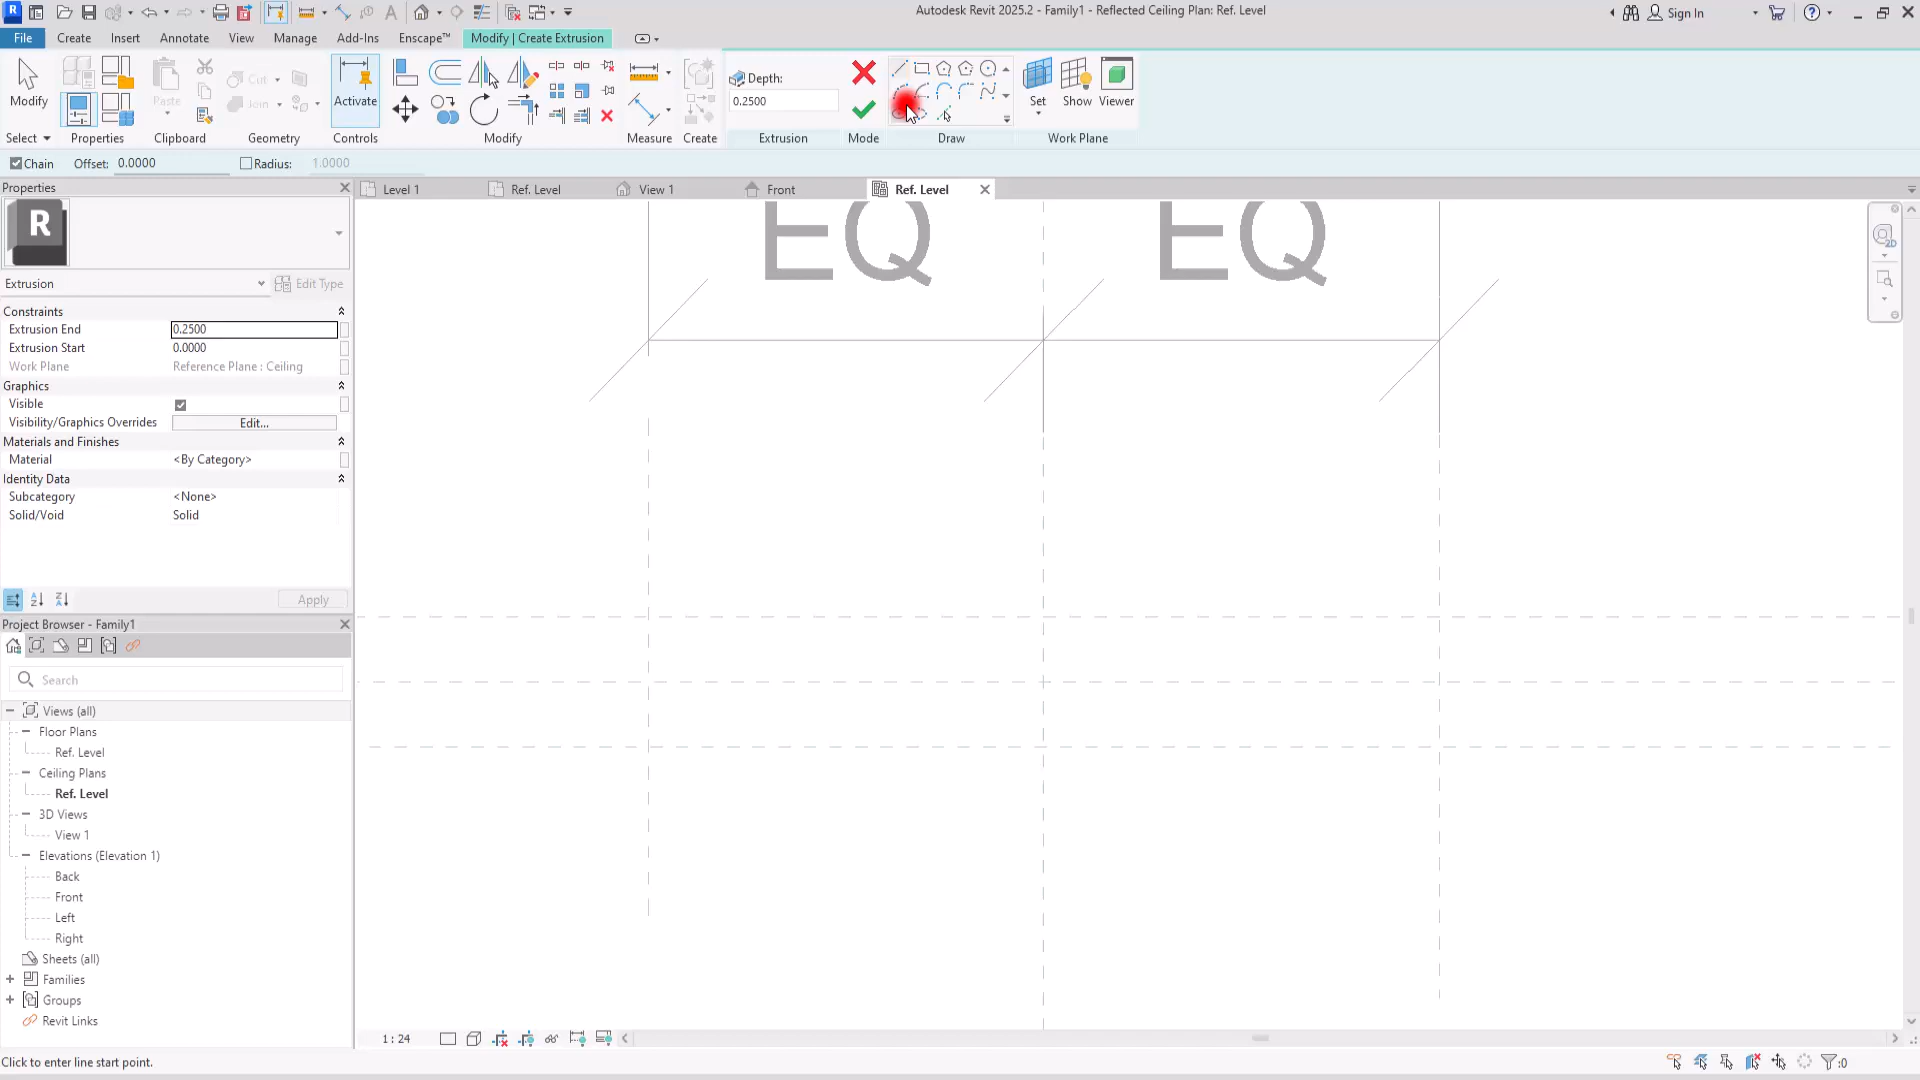 Autodesk Revit 2025.2 - Family1 - Reflected Ceiling Plan: Ref. Level
Sign In
File Create Insert Annotate View Manage Add-Ins Enscape™ Modify | Create Extrusion
Modify
Paste
Cut
Join
Activate
Depth:
0.2500
Set
Show
Viewer
Select Properties Clipboard Geometry Controls Modify Measure Create Extrusion Mode Draw Work Plane
Chain Offset: 0.0000 Radius: 1.0000
Properties
Level 1 Ref. Level View 1 Front Ref. Level
R
Extrusion Edit Type
Constraints
Extrusion End 0.2500
Extrusion Start 0.0000
Work Plane Reference Plane : Ceiling
Graphics
Visible
Visibility/Graphics Overrides Edit...
Materials and Finishes
Material <By Category>
Identity Data
Subcategory <None>
Solid/Void Solid
Apply
Project Browser - Family1
Search
Views (all)
Floor Plans
Ref. Level
Ceiling Plans
Ref. Level
3D Views
View 1
Elevations (Elevation 1)
Back
Front
Left
Right
Sheets (all)
Families
Groups
Revit Links
EQ EQ
2D
1 : 24
Click to enter line start point.
:0